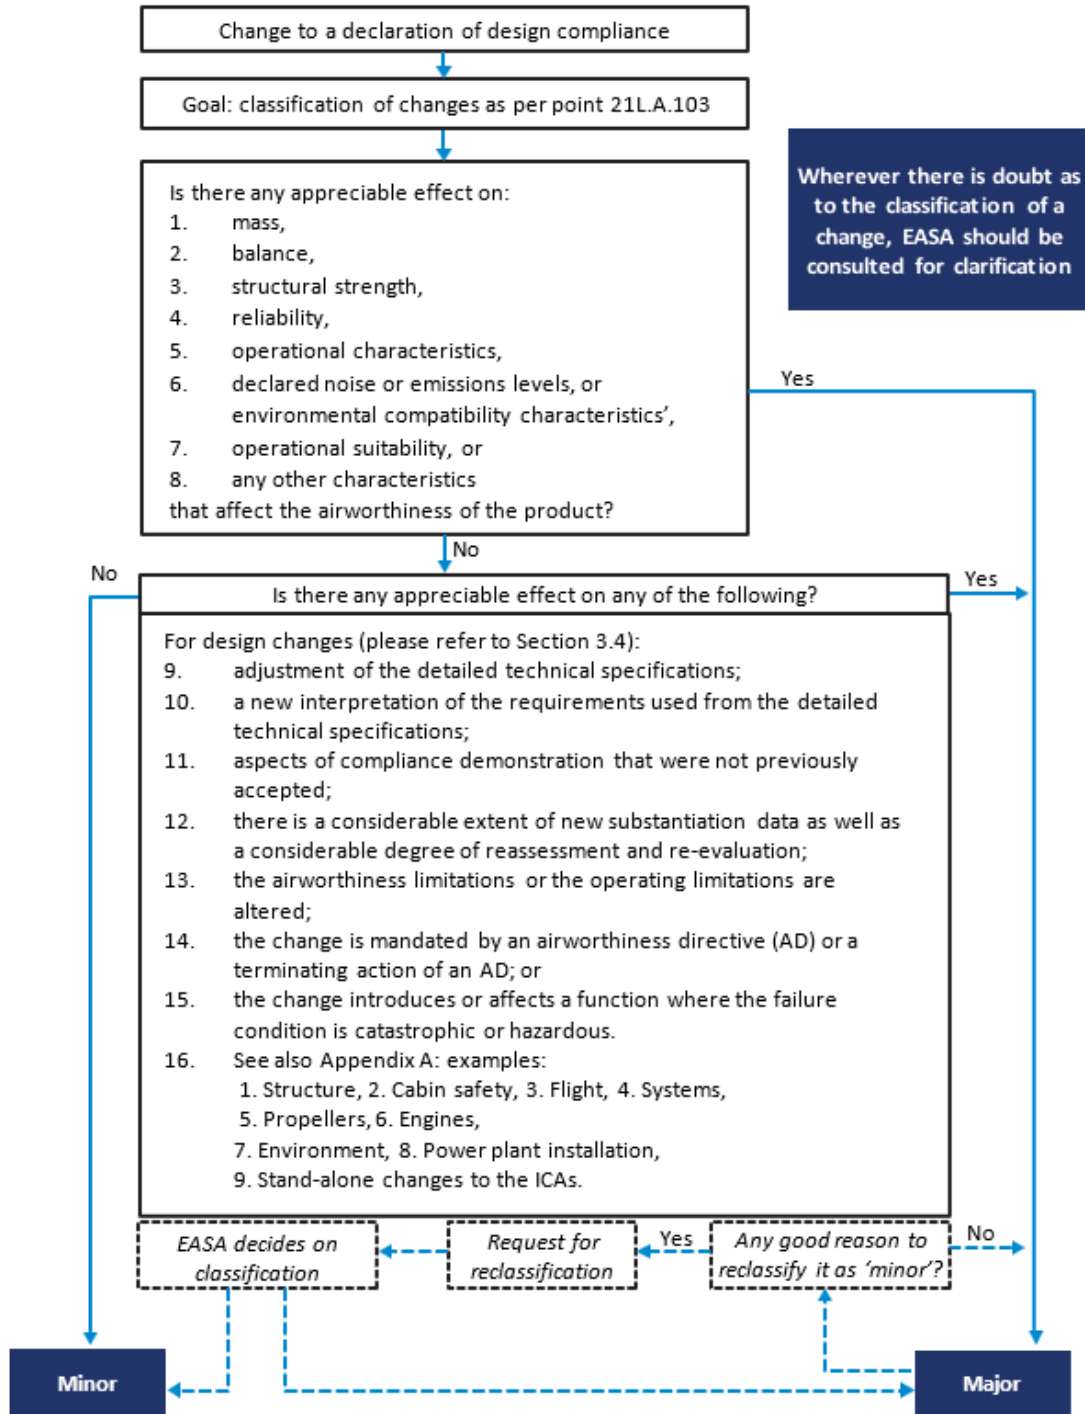 Change to a declaration of design compliance
Goal: classification of changes as per point 21L.A.103
Wherever there is doubt as
to the classification of a
change, EASA should be
consulted for clarification
Is there any appreciable effect on:
1. mass,
2. balance,
3. structural strength,
4. reliability,
5. operational characteristics,
6. declared noise or emissions levels, or
environmental compatibility characteristics’,
7. operational suitability, or
8. any other characteristics
that affect the airworthiness of the product?
Yes
No
No
Yes
Is there any appreciable effect on any of the following?
For design changes (please refer to Section 3.4):
9. adjustment of the detailed technical specifications;
10. a new interpretation of the requirements used from the detailed
technical specifications;
11. aspects of compliance demonstration that were not previously
accepted;
12. there is a considerable extent of new substantiation data as well as
a considerable degree of reassessment and re-evaluation;
13. the airworthiness limitations or the operating limitations are
altered;
14. the change is mandated by an airworthiness directive (AD) or a
terminating action of an AD; or
15. the change introduces or affects a function where the failure
condition is catastrophic or hazardous.
16. See also Appendix A: examples:
1. Structure, 2. Cabin safety, 3. Flight, 4. Systems,
5. Propellers, 6. Engines,
7. Environment, 8. Power plant installation,
9. Stand-alone changes to the ICAs.
EASA decides on
classification
Request for
reclassification
Yes
Any good reason to
reclassify it as ‘minor’?
No
Minor
Major